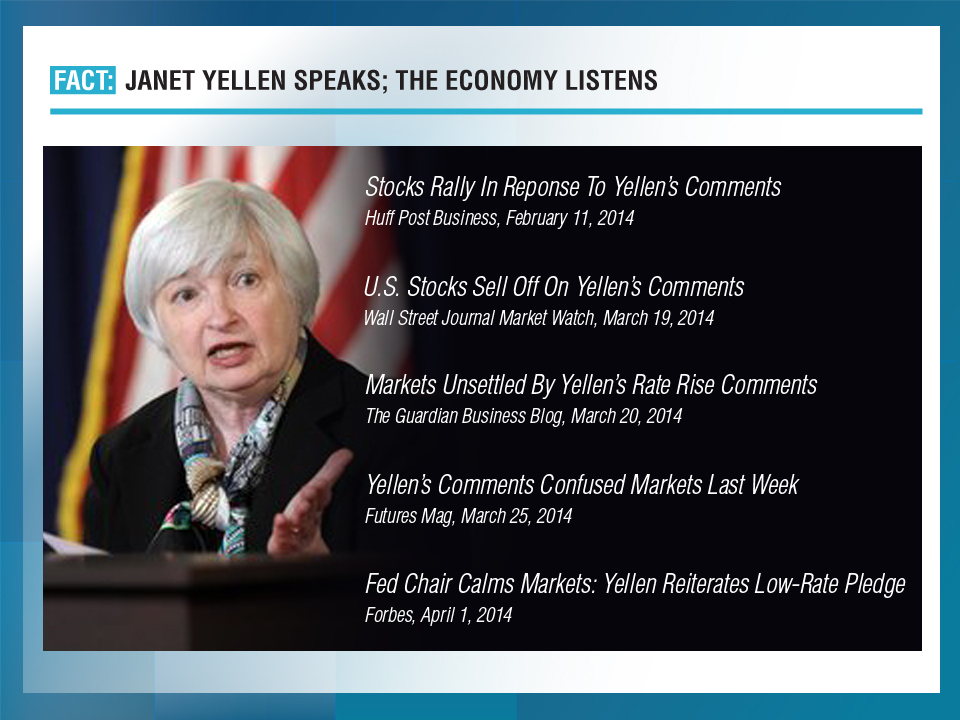 FACT: JANET YELLEN SPEAKS; THE ECONOMY LISTENS
Stocks Rally In Reponse To Yellen's Comments
Huff Post Business, February 11, 2014
U.S. Stocks Sell Off On Yellen's Comments
Wall Street Journal Market Watch, March 19, 2014
Markets Unsettled By Yellen's Rate Rise Comments
The Guardian Business Blog, March 20, 2014
Yellen's Comments Confused Markets Last Week
Futures Mag, March 25, 2014
Fed Chair Calms Markets: Yellen Reiterates Low-Rate Pledge
Forbes, April 1, 2014